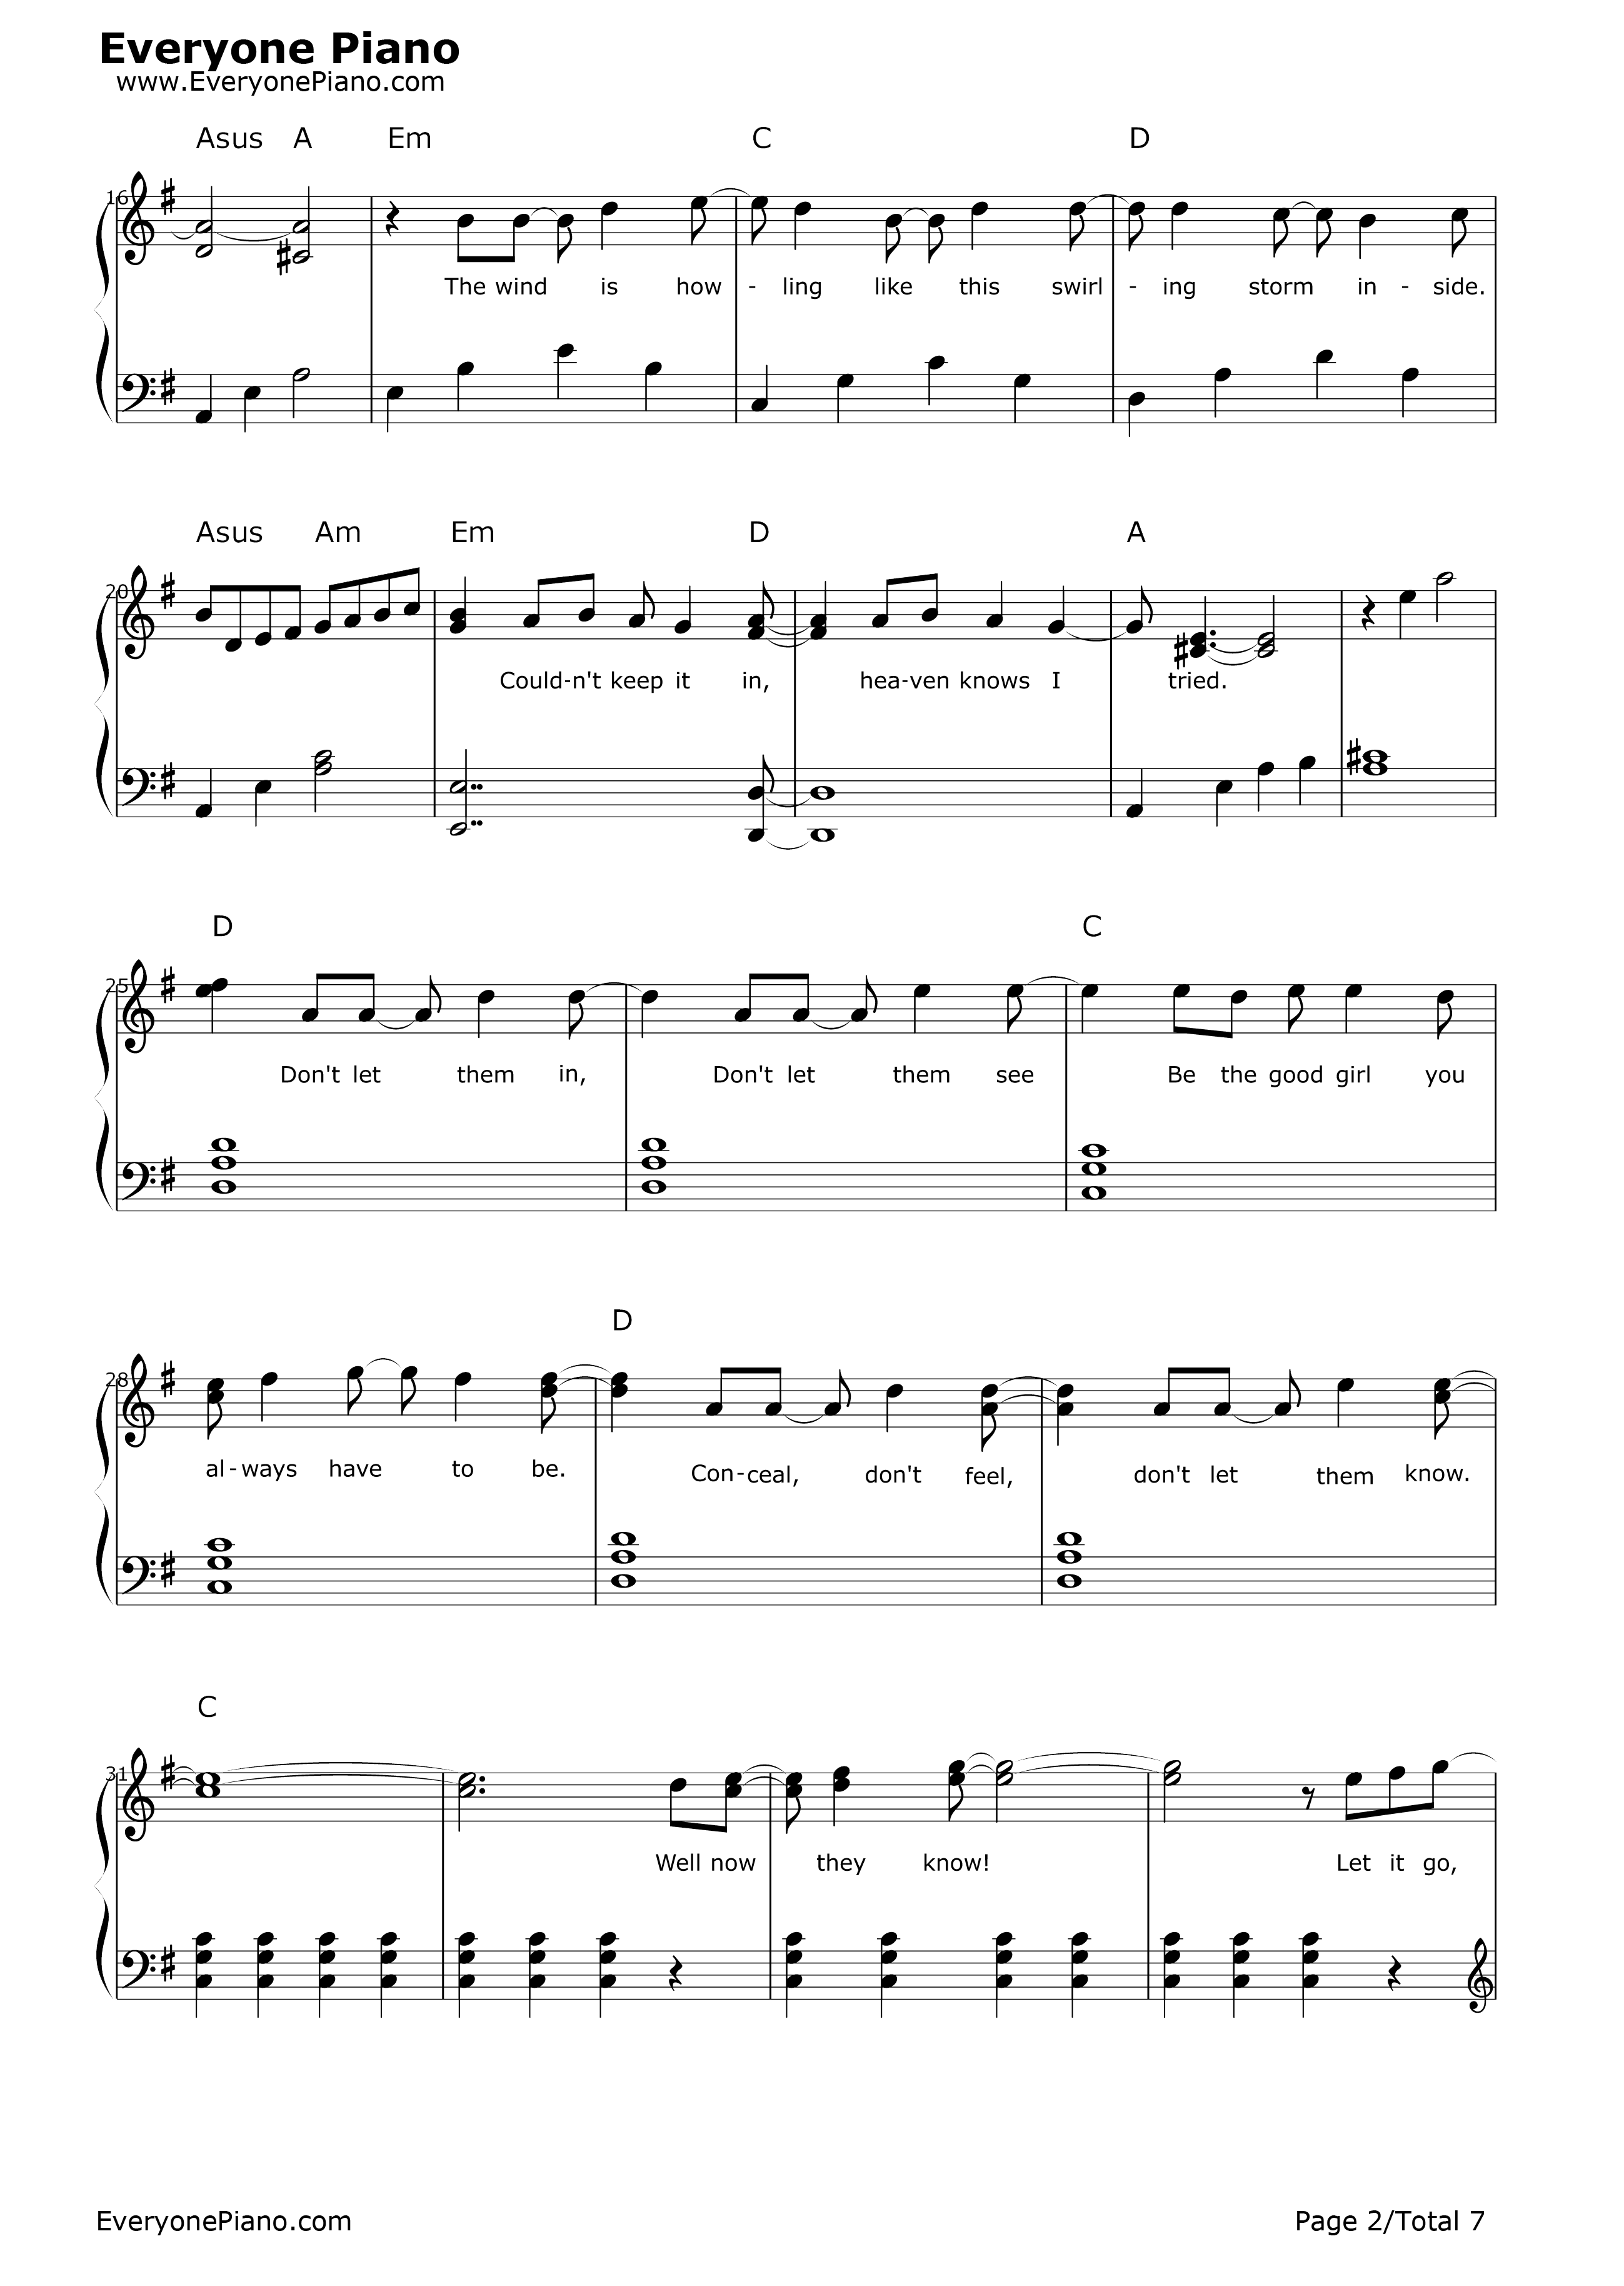 Everyone Piano
www.EveryonePiano.com
Asus A Em C D
16
The wind is how - ling like this swirl - ing storm in - side.
Asus Am Em D A
20
Could-n't keep it in, hea-ven knows I tried.
D C
25
Don't let them in, Don't let them see Be the good girl you
D
28
al-ways have to be. Con-ceal, don't feel, don't let them know.
C
31
Well now they know! Let it go,
EveryonePiano.com Page 2/Total 7